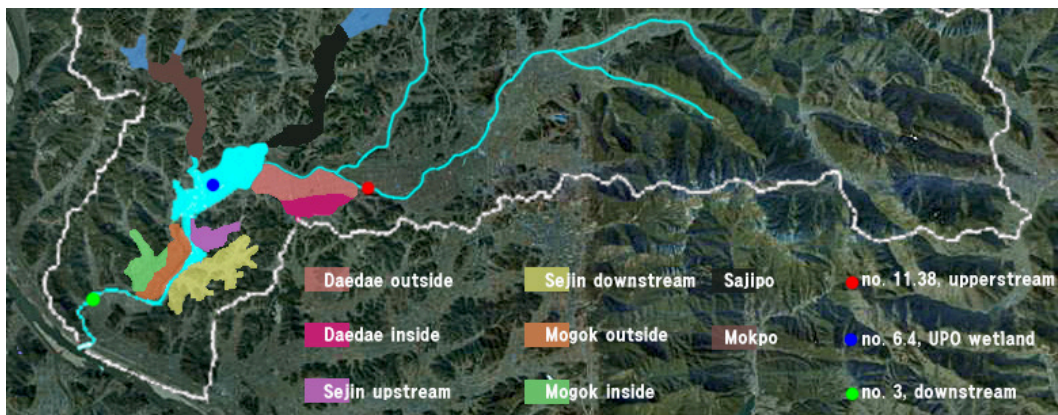 Daedae outside
Sejin downstream
Sajipo
no. 11.38, upperstream
Daedae inside
Mogok outside
Mokpo
no. 6.4, UPO wetland
Sejin upstream
Mogok inside
no. 3, downstream